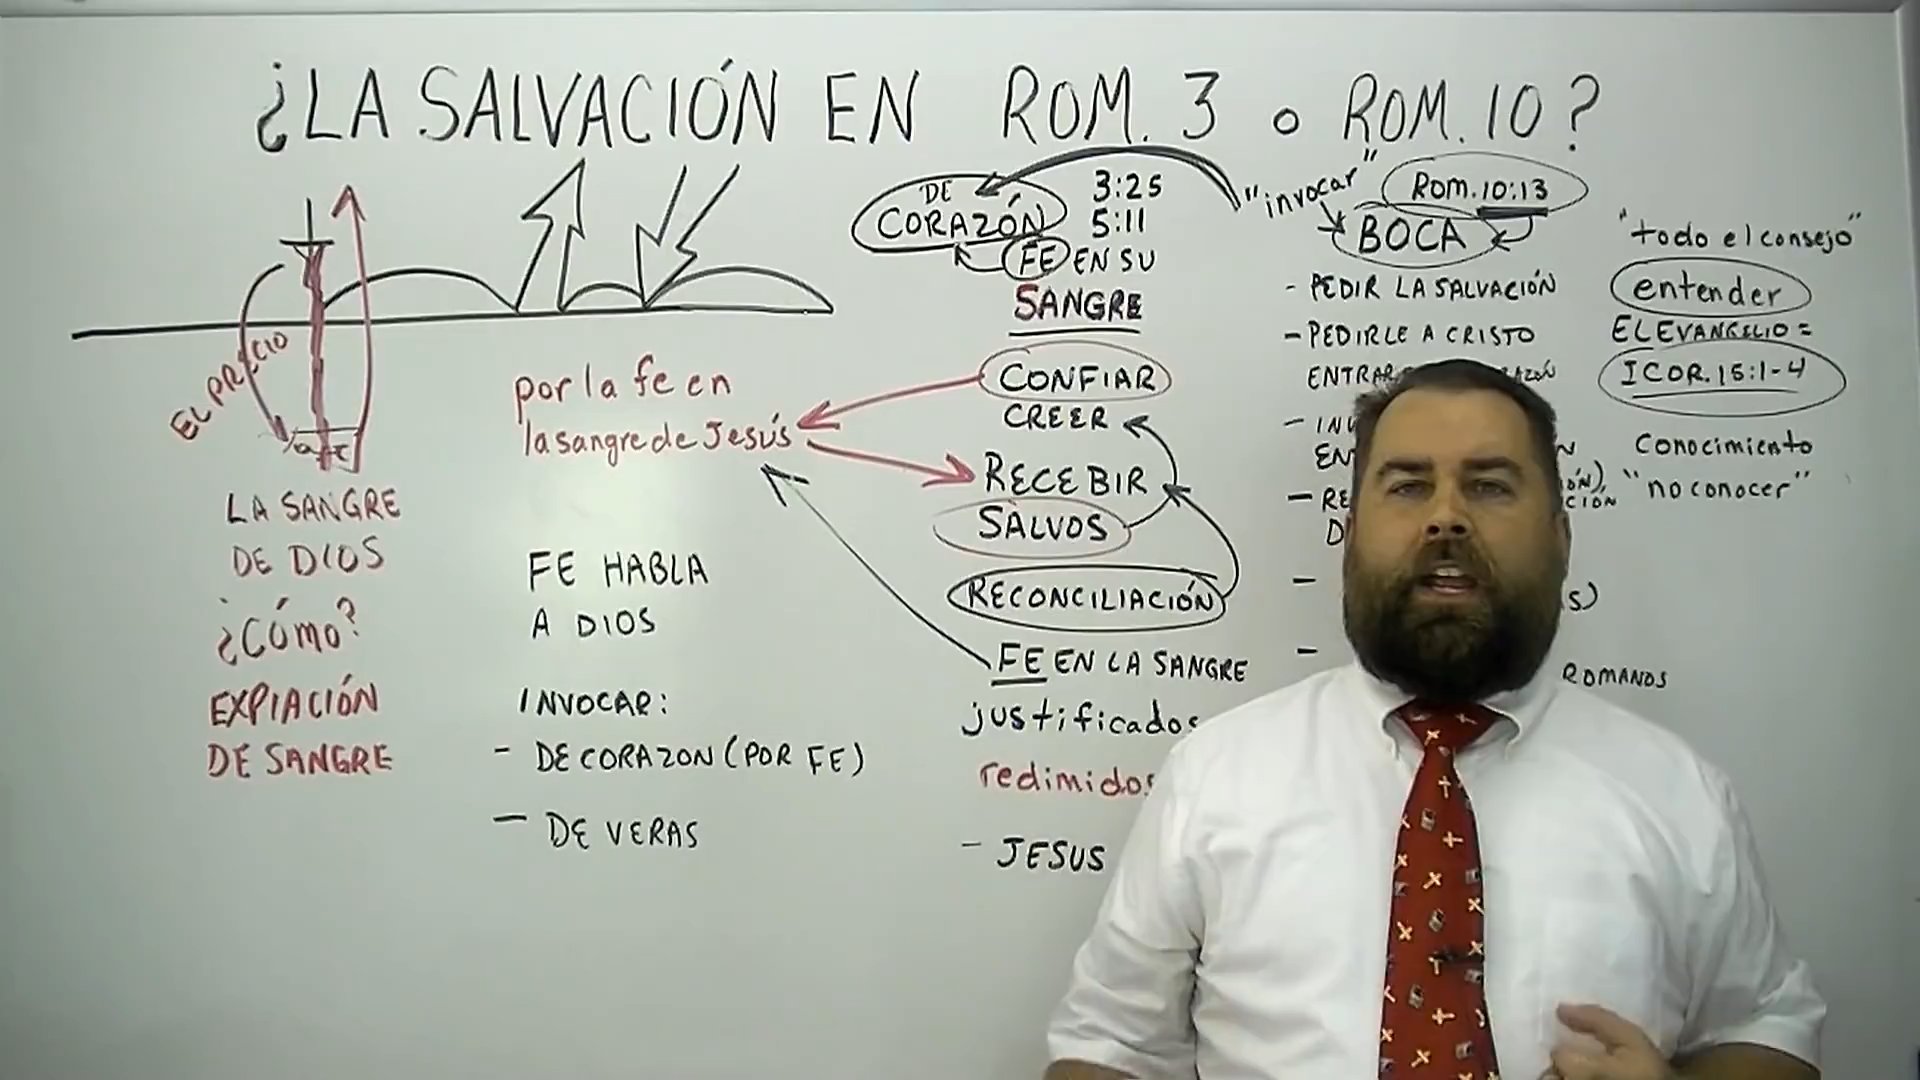 ¿LA SALVACIÓN EN ROM. 3 o ROM. 10?
EL PRECIO
LA SANGRE
DE DIOS
¿CÓMO?
EXPIACIÓN
DE SANGRE
por la fe en
la sangre de Jesús
FE HABLA
A DIOS
INVOCAR:
- DE CORAZON (POR FE)
- DE VERAS
DE
CORAZÓN
3:25
5:11
FE EN SU
SANGRE
CONFIAR
CREER
RECEBIR
SALVOS
RECONCILIACIÓN
FE EN LA SANGRE
justificados
redimidos
- JESUS
"invocar"
Rom. 10:13
BOCA
- PEDIR LA SALVACIÓN
- PEDIRLE A CRISTO
ENTRAR
"todo el consejo"
entender
EL EVANGELIO =
I COR. 15:1-4
Conocimiento
"no conocer"
ROMANOS